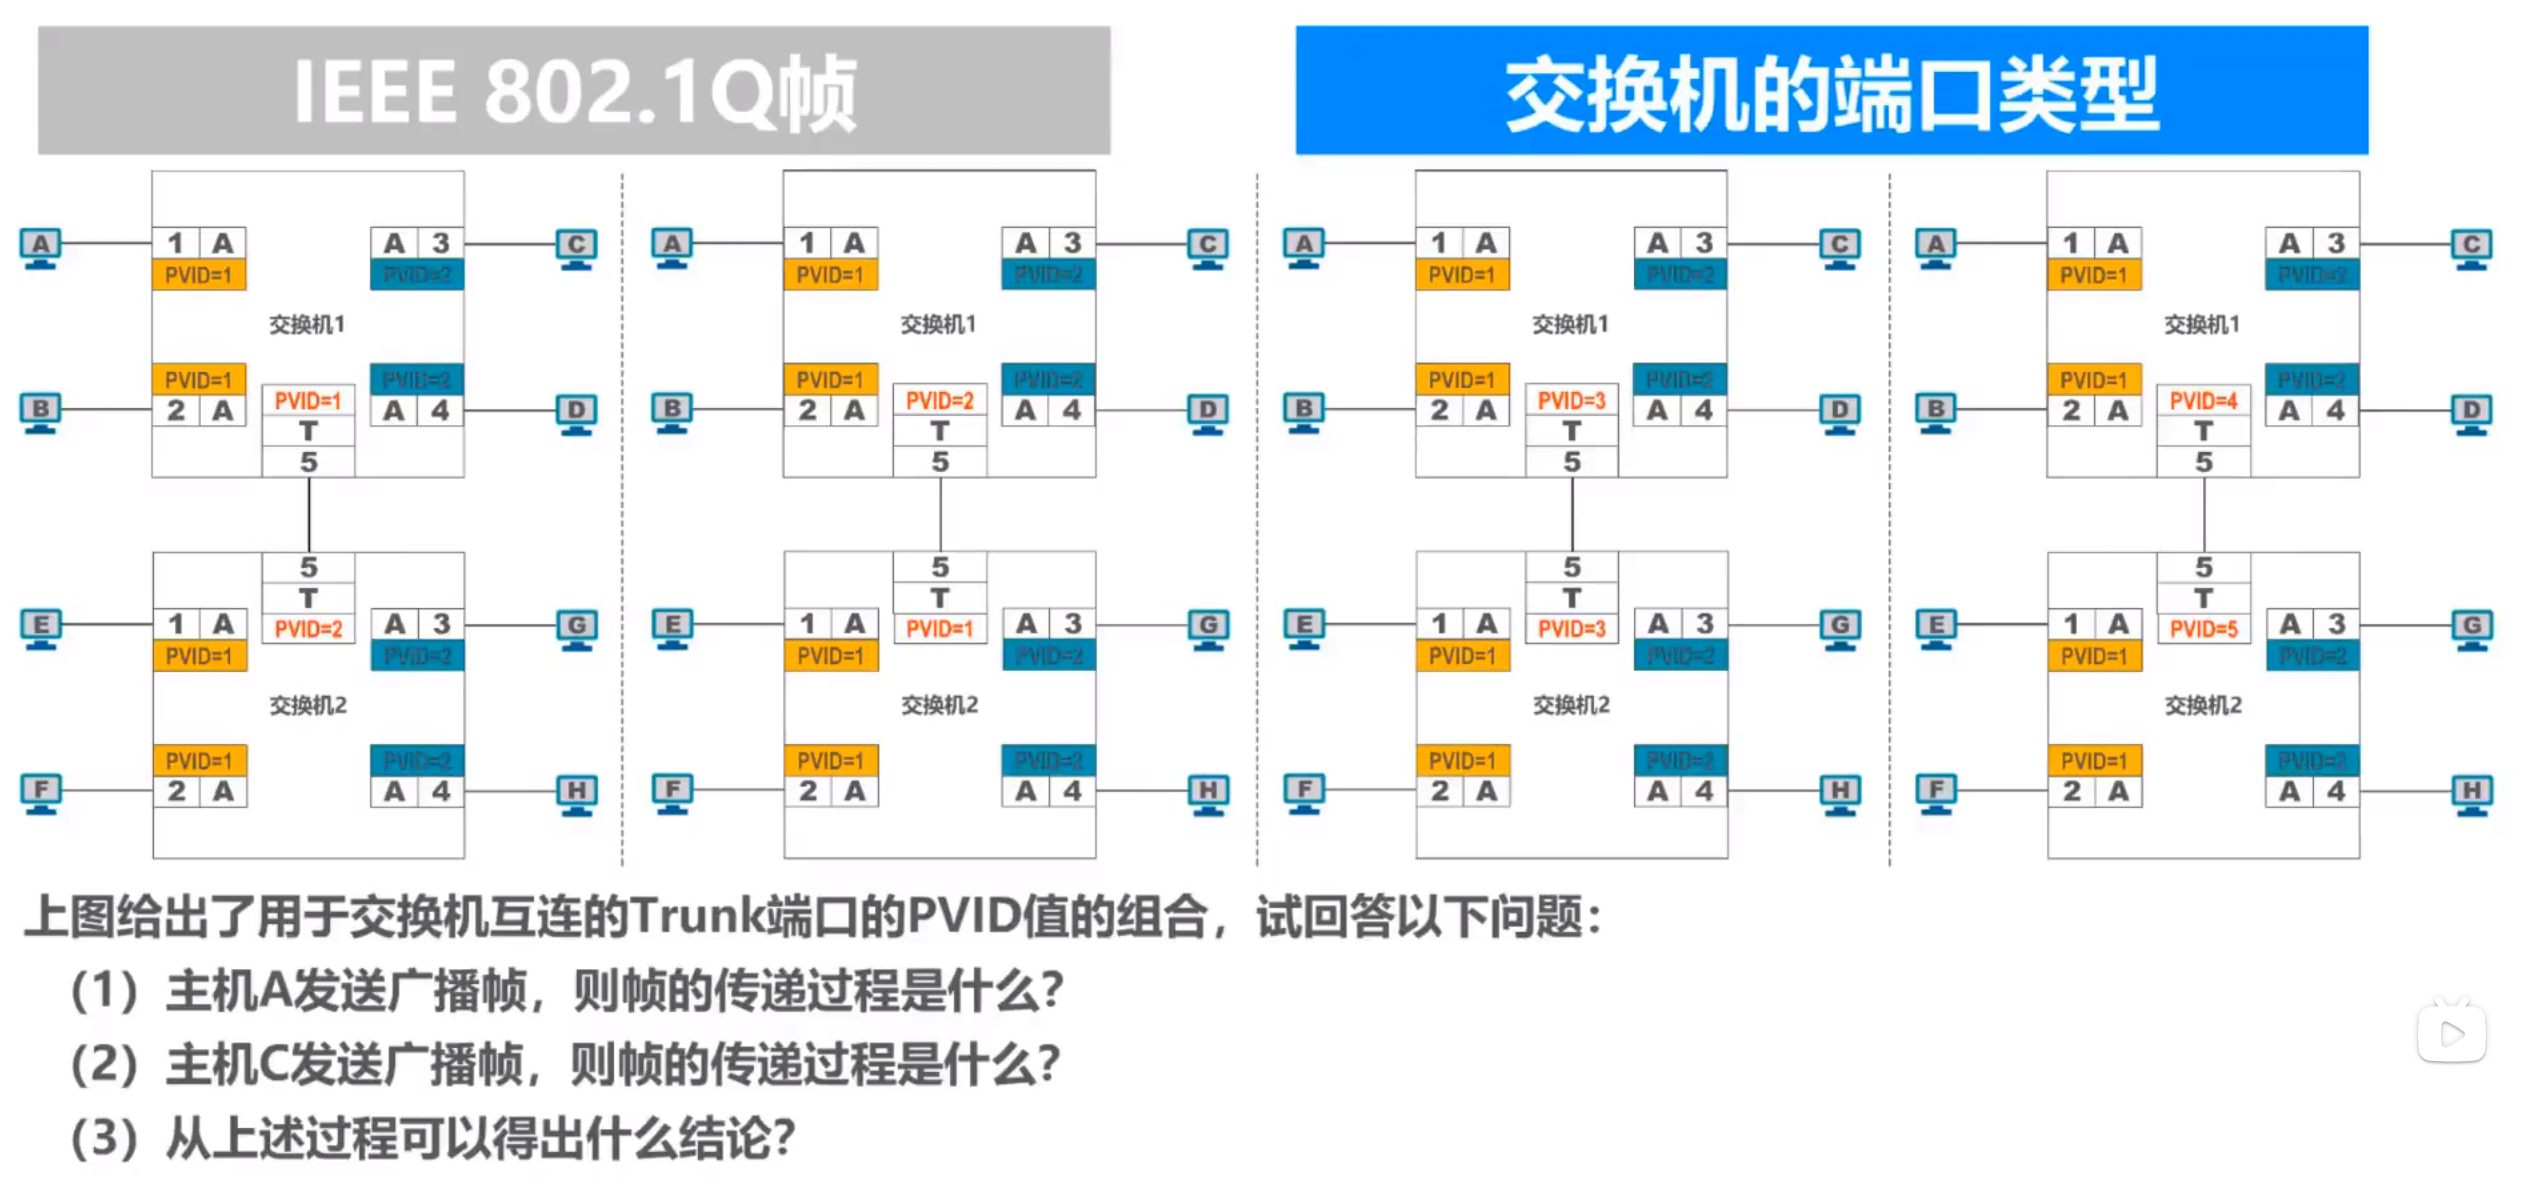 IEEE 802.1Q帧 交换机的端口类型
A 1 A A 3 C A 1 A A 3 C A 1 A A 3 C A 1 A A 3 C
PVID=1 PVID=2 PVID=1 PVID=2 PVID=1 PVID=2 PVID=1 PVID=2
交换机1 交换机1 交换机1 交换机1
PVID=1 PVID=2 PVID=1 PVID=2 PVID=1 PVID=2 PVID=1 PVID=2
PVID=1 PVID=2 PVID=3 PVID=4
B 2 A A 4 D B 2 A A 4 D B 2 A A 4 D B 2 A A 4 D
T T T T
5 5 5 5
5 5 5 5
T T T T
E 1 A A 3 G E 1 A A 3 G E 1 A A 3 G E 1 A A 3 G
PVID=2 PVID=1 PVID=3 PVID=5
PVID=1 PVID=2 PVID=1 PVID=2 PVID=1 PVID=2 PVID=1 PVID=2
交换机2 交换机2 交换机2 交换机2
PVID=1 PVID=2 PVID=1 PVID=2 PVID=1 PVID=2 PVID=1 PVID=2
F 2 A A 4 H F 2 A A 4 H F 2 A A 4 H F 2 A A 4 H
上图给出了用于交换机互连的Trunk端口的PVID值的组合，试回答以下问题：
（1）主机A发送广播帧，则帧的传递过程是什么？
（2）主机C发送广播帧，则帧的传递过程是什么？
（3）从上述过程可以得出什么结论？